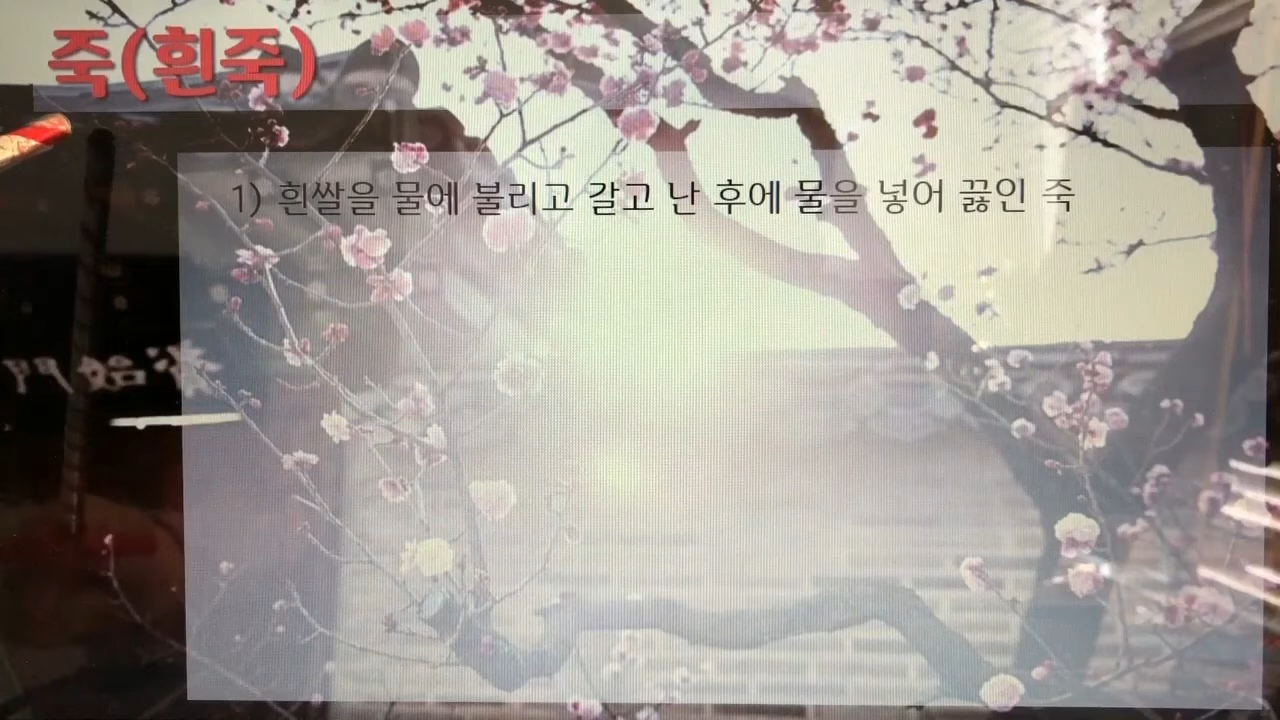 죽(흰죽)
1) 흰쌀을 물에 불리고 갈고 난 후에 물을 넣어 끓인 죽